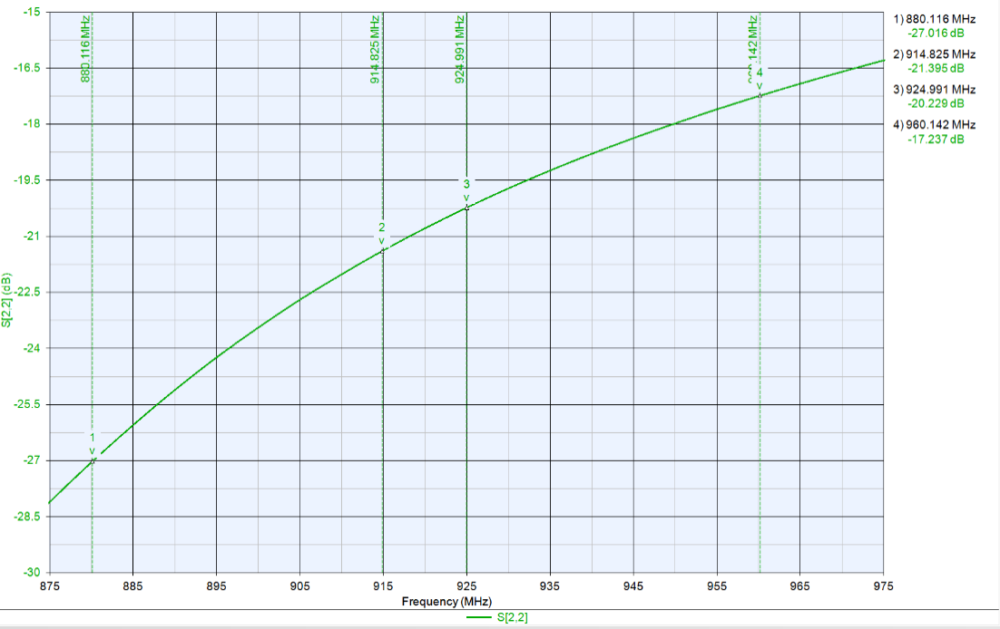 -15
-16.5
-18
-19.5
-21
-22.5
-24
-25.5
-27
-28.5
-30
S[2,2] (dB)
880.116 MHz
914.825 MHz
924.991 MHz
142 MHz
1
v
2
v
3
v
4
v
1) 880.116 MHz
-27.016 dB
2) 914.825 MHz
-21.395 dB
3) 924.991 MHz
-20.229 dB
4) 960.142 MHz
-17.237 dB
875 885 895 905 915 925 935 945 955 965 975
Frequency (MHz)
S[2,2]